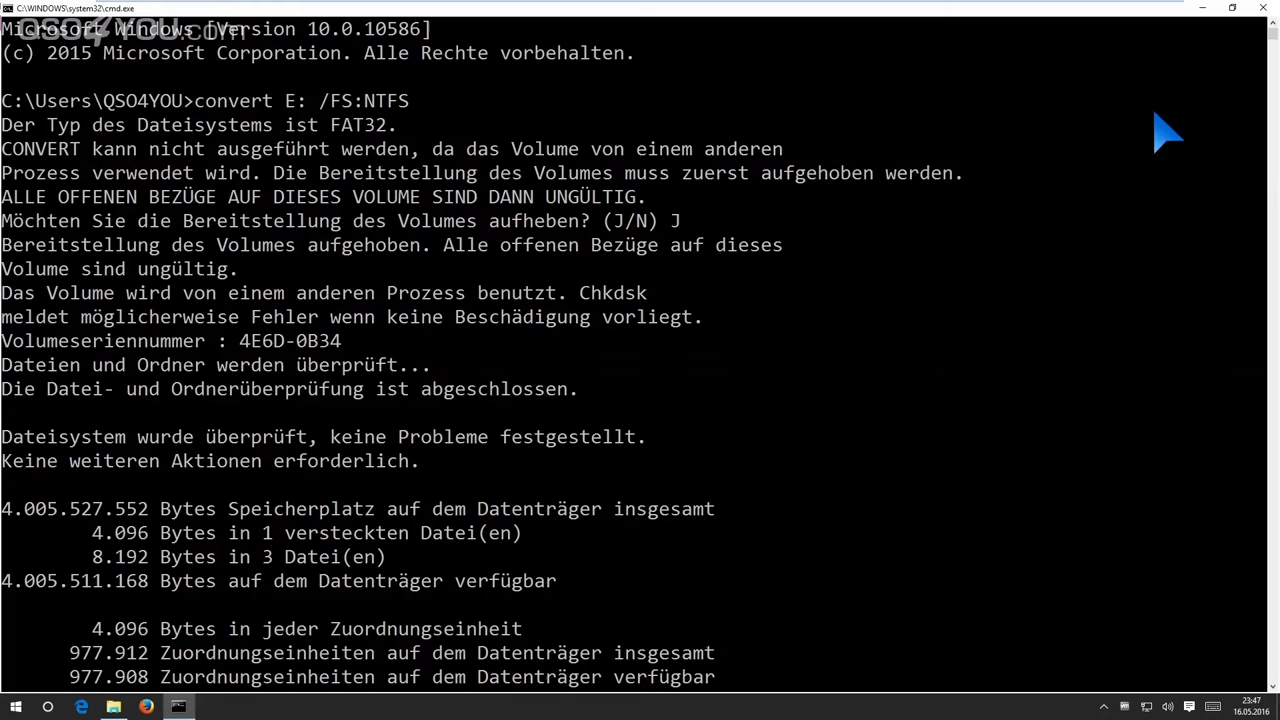 C:\WINDOWS\system32\cmd.exe
Microsoft Windows [Version 10.0.10586]
QSO4YOU.com
(c) 2015 Microsoft Corporation. Alle Rechte vorbehalten.
C:\Users\QSO4YOU>convert E: /FS:NTFS
Der Typ des Dateisystems ist FAT32.
CONVERT kann nicht ausgeführt werden, da das Volume von einem anderen
Prozess verwendet wird. Die Bereitstellung des Volumes muss zuerst aufgehoben werden.
ALLE OFFENEN BEZÜGE AUF DIESES VOLUME SIND DANN UNGÜLTIG.
Möchten Sie die Bereitstellung des Volumes aufheben? (J/N) J
Bereitstellung des Volumes aufgehoben. Alle offenen Bezüge auf dieses
Volume sind ungültig.
Das Volume wird von einem anderen Prozess benutzt. Chkdsk
meldet möglicherweise Fehler wenn keine Beschädigung vorliegt.
Volumeseriennummer : 4E6D-0B34
Dateien und Ordner werden überprüft...
Die Datei- und Ordnerüberprüfung ist abgeschlossen.
Dateisystem wurde überprüft, keine Probleme festgestellt.
Keine weiteren Aktionen erforderlich.
4.005.527.552 Bytes Speicherplatz auf dem Datenträger insgesamt
4.096 Bytes in 1 versteckten Datei(en)
8.192 Bytes in 3 Datei(en)
4.005.511.168 Bytes auf dem Datenträger verfügbar
4.096 Bytes in jeder Zuordnungseinheit
977.912 Zuordnungseinheiten auf dem Datenträger insgesamt
977.908 Zuordnungseinheiten auf dem Datenträger verfügbar
23:47
16.05.2016